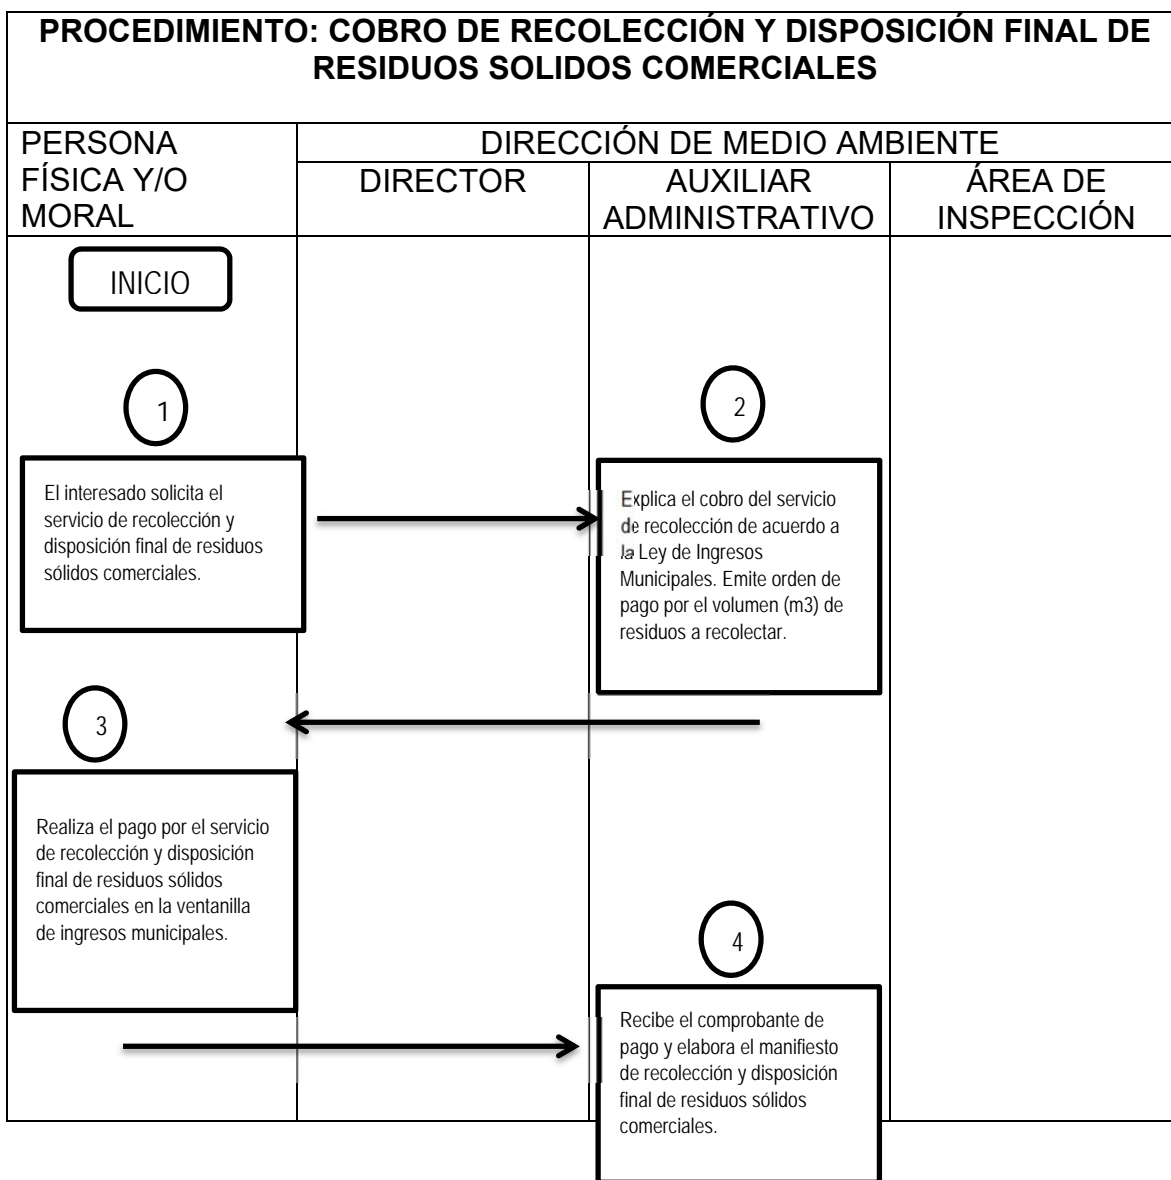 PROCEDIMIENTO: COBRO DE RECOLECCIÓN Y DISPOSICIÓN FINAL DE
RESIDUOS SOLIDOS COMERCIALES
PERSONA
FÍSICA Y/O
MORAL
DIRECCIÓN DE MEDIO AMBIENTE
DIRECTOR
AUXILIAR
ADMINISTRATIVO
ÁREA DE
INSPECCIÓN
INICIO
1
El interesado solicita el
servicio de recolección y
disposición final de residuos
sólidos comerciales.
2
Explica el cobro del servicio
de recolección de acuerdo a
la Ley de Ingresos
Municipales. Emite orden de
pago por el volumen (m3) de
residuos a recolectar.
3
Realiza el pago por el servicio
de recolección y disposición
final de residuos sólidos
comerciales en la ventanilla
de ingresos municipales.
4
Recibe el comprobante de
pago y elabora el manifiesto
de recolección y disposición
final de residuos sólidos
comerciales.